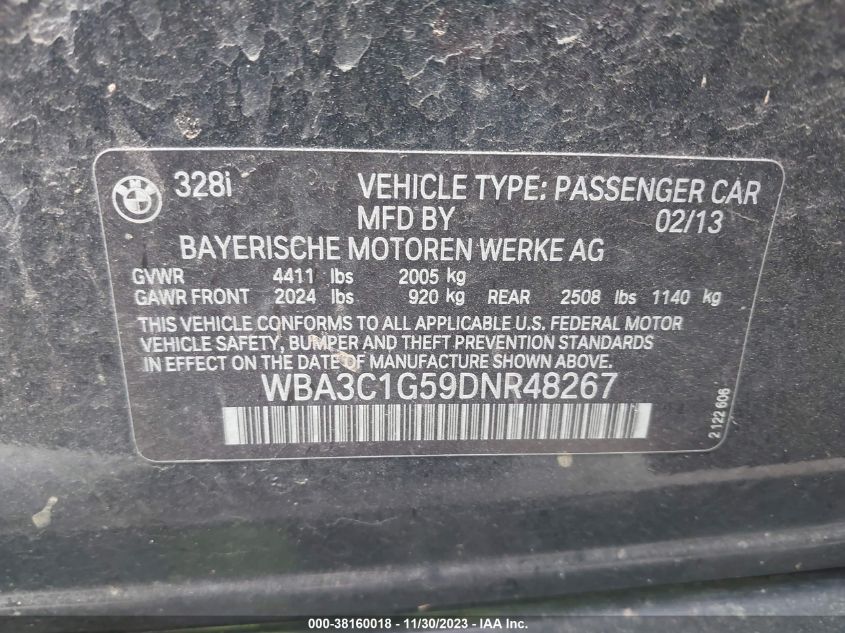 BMW 328i VEHICLE TYPE: PASSENGER CAR
MFD BY 02/13
BAYERISCHE MOTOREN WERKE AG
GVWR 4411 lbs 2005 kg
GAWR FRONT 2024 lbs 920 kg REAR 2508 lbs 1140 kg
THIS VEHICLE CONFORMS TO ALL APPLICABLE U.S. FEDERAL MOTOR
VEHICLE SAFETY, BUMPER AND THEFT PREVENTION STANDARDS
IN EFFECT ON THE DATE OF MANUFACTURE SHOWN ABOVE.
WBA3C1G59DNR48267
2 122 606
000-38160018 - 11/30/2023 - IAA Inc.